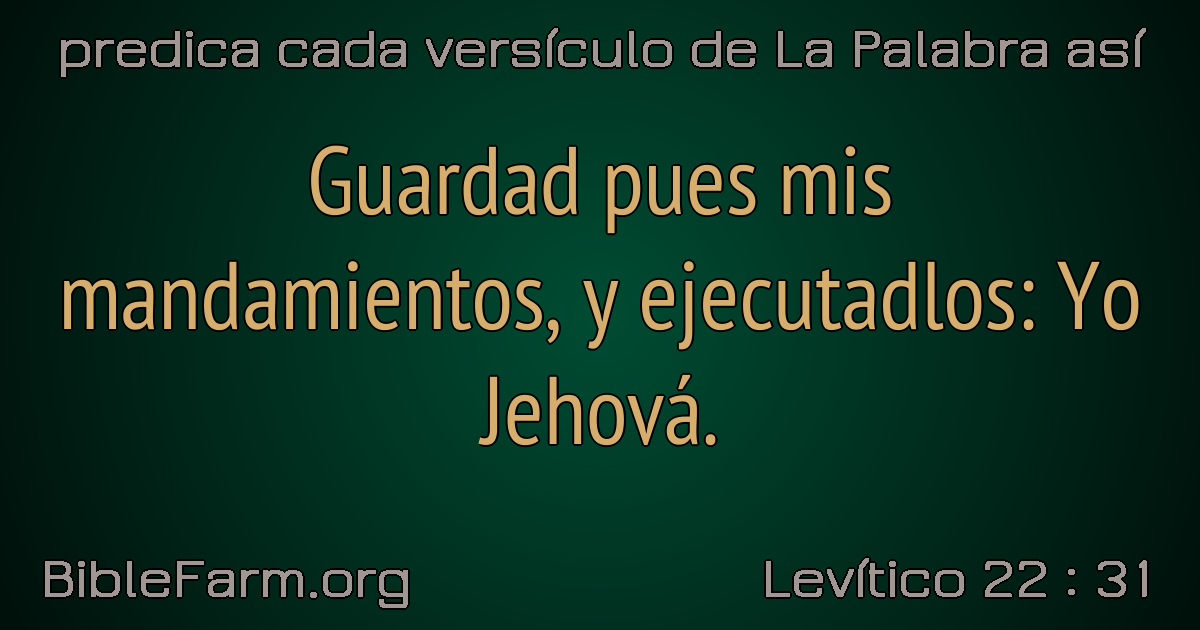 predica cada versículo de La Palabra así
Guardad pues mis
mandamientos, y ejecutadlos: Yo
Jehová.
BibleFarm.org
Levítico 22 : 31